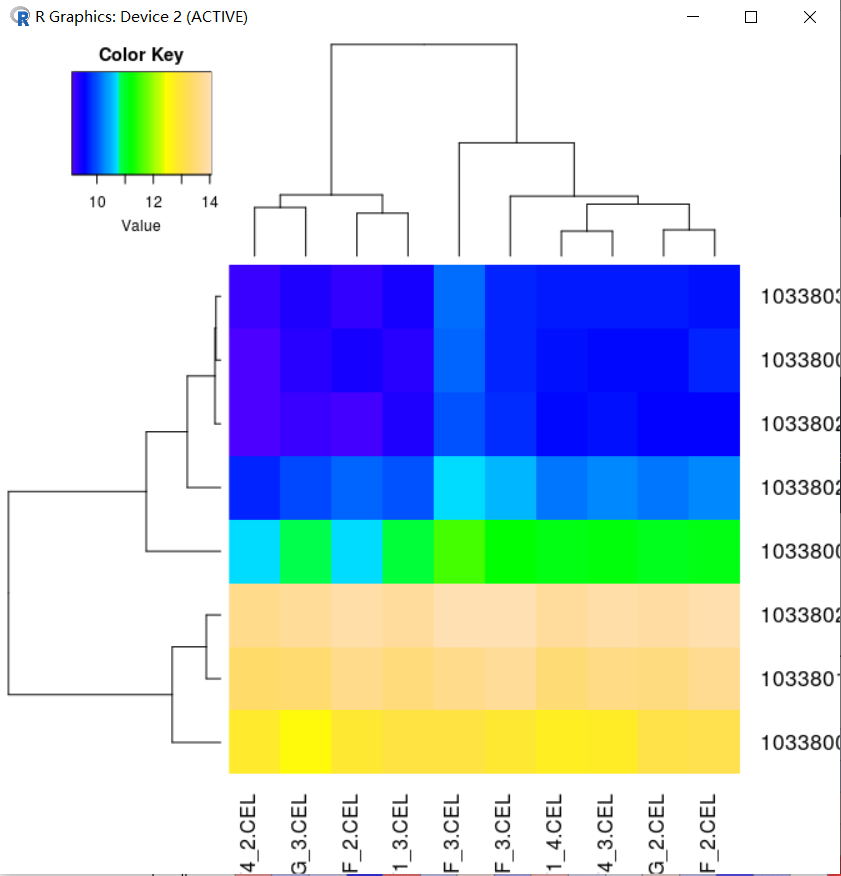 R Graphics: Device 2 (ACTIVE)
Color Key
10 12 14
Value
1033803
1033800
1033802
1033802
1033800
1033802
1033801
1033800
4_2.CEL
G_3.CEL
F_2.CEL
1_3.CEL
F_3.CEL
F_3.CEL
1_4.CEL
4_3.CEL
G_2.CEL
F_2.CEL